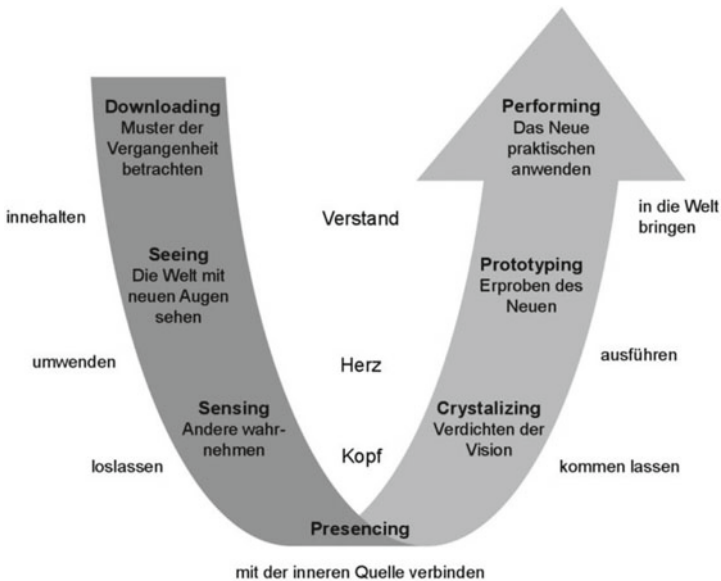 Downloading
Muster der
Vergangenheit
betrachten
innehalten
Seeing
Die Welt mit
neuen Augen
sehen
umwenden
Sensing
Andere wahr-
nehmen
loslassen
Verstand
Herz
Kopf
Presencing
mit der inneren Quelle verbinden
Crystalizing
Verdichten der
Vision
kommen lassen
Prototyping
Erproben des
Neuen
ausführen
Performing
Das Neue
praktischen
anwenden
in die Welt
bringen